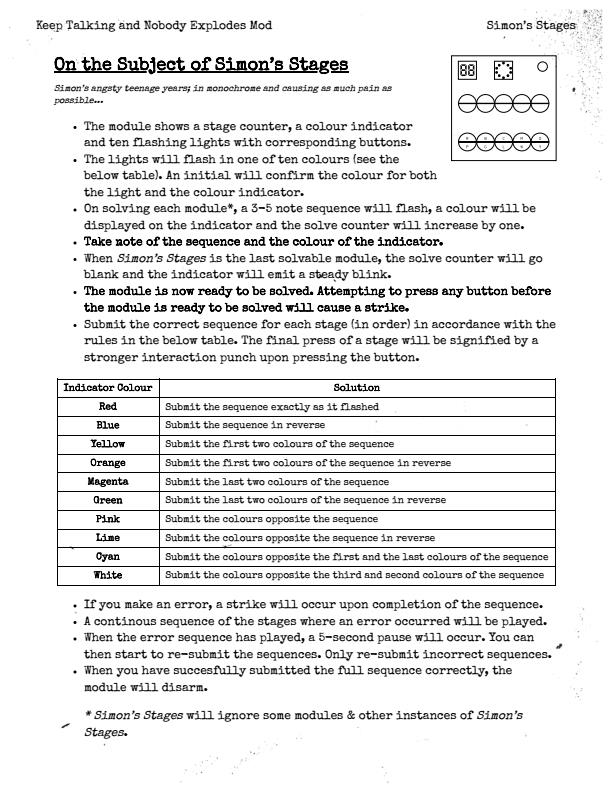 Keep Talking and Nobody Explodes Mod Simon's Stages
On the Subject of Simon's Stages
Simon's angsty teenage years; in monochrome and causing as much pain as
possible...
• The module shows a stage counter, a colour indicator
and ten flashing lights with corresponding buttons.
• The lights will flash in one of ten colours (see the
below table). An initial will confirm the colour for both
the light and the colour indicator.
• On solving each module*, a 3-5 note sequence will flash, a colour will be
displayed on the indicator and the solve counter will increase by one.
• Take note of the sequence and the colour of the indicator.
• When Simon's Stages is the last solvable module, the solve counter will go
blank and the indicator will emit a steady blink.
• The module is now ready to be solved. Attempting to press any button before
the module is ready to be solved will cause a strike.
• Submit the correct sequence for each stage (in order) in accordance with the
rules in the below table. The final press of a stage will be signified by a
stronger interaction punch upon pressing the button.
Indicator Colour Solution
Red Submit the sequence exactly as it flashed
Blue Submit the sequence in reverse
Yellow Submit the first two colours of the sequence
Orange Submit the first two colours of the sequence in reverse
Magenta Submit the last two colours of the sequence
Green Submit the last two colours of the sequence in reverse
Pink Submit the colours opposite the sequence
Lime Submit the colours opposite the sequence in reverse
Cyan Submit the colours opposite the first and the last colours of the sequence
White Submit the colours opposite the third and second colours of the sequence
• If you make an error, a strike will occur upon completion of the sequence.
• A continous sequence of the stages where an error occurred will be played.
• When the error sequence has played, a 5-second pause will occur. You can
then start to re-submit the sequences. Only re-submit incorrect sequences.
• When you have succesfully submitted the full sequence correctly, the
module will disarm.
* Simon's Stages will ignore some modules & other instances of Simon's
Stages.